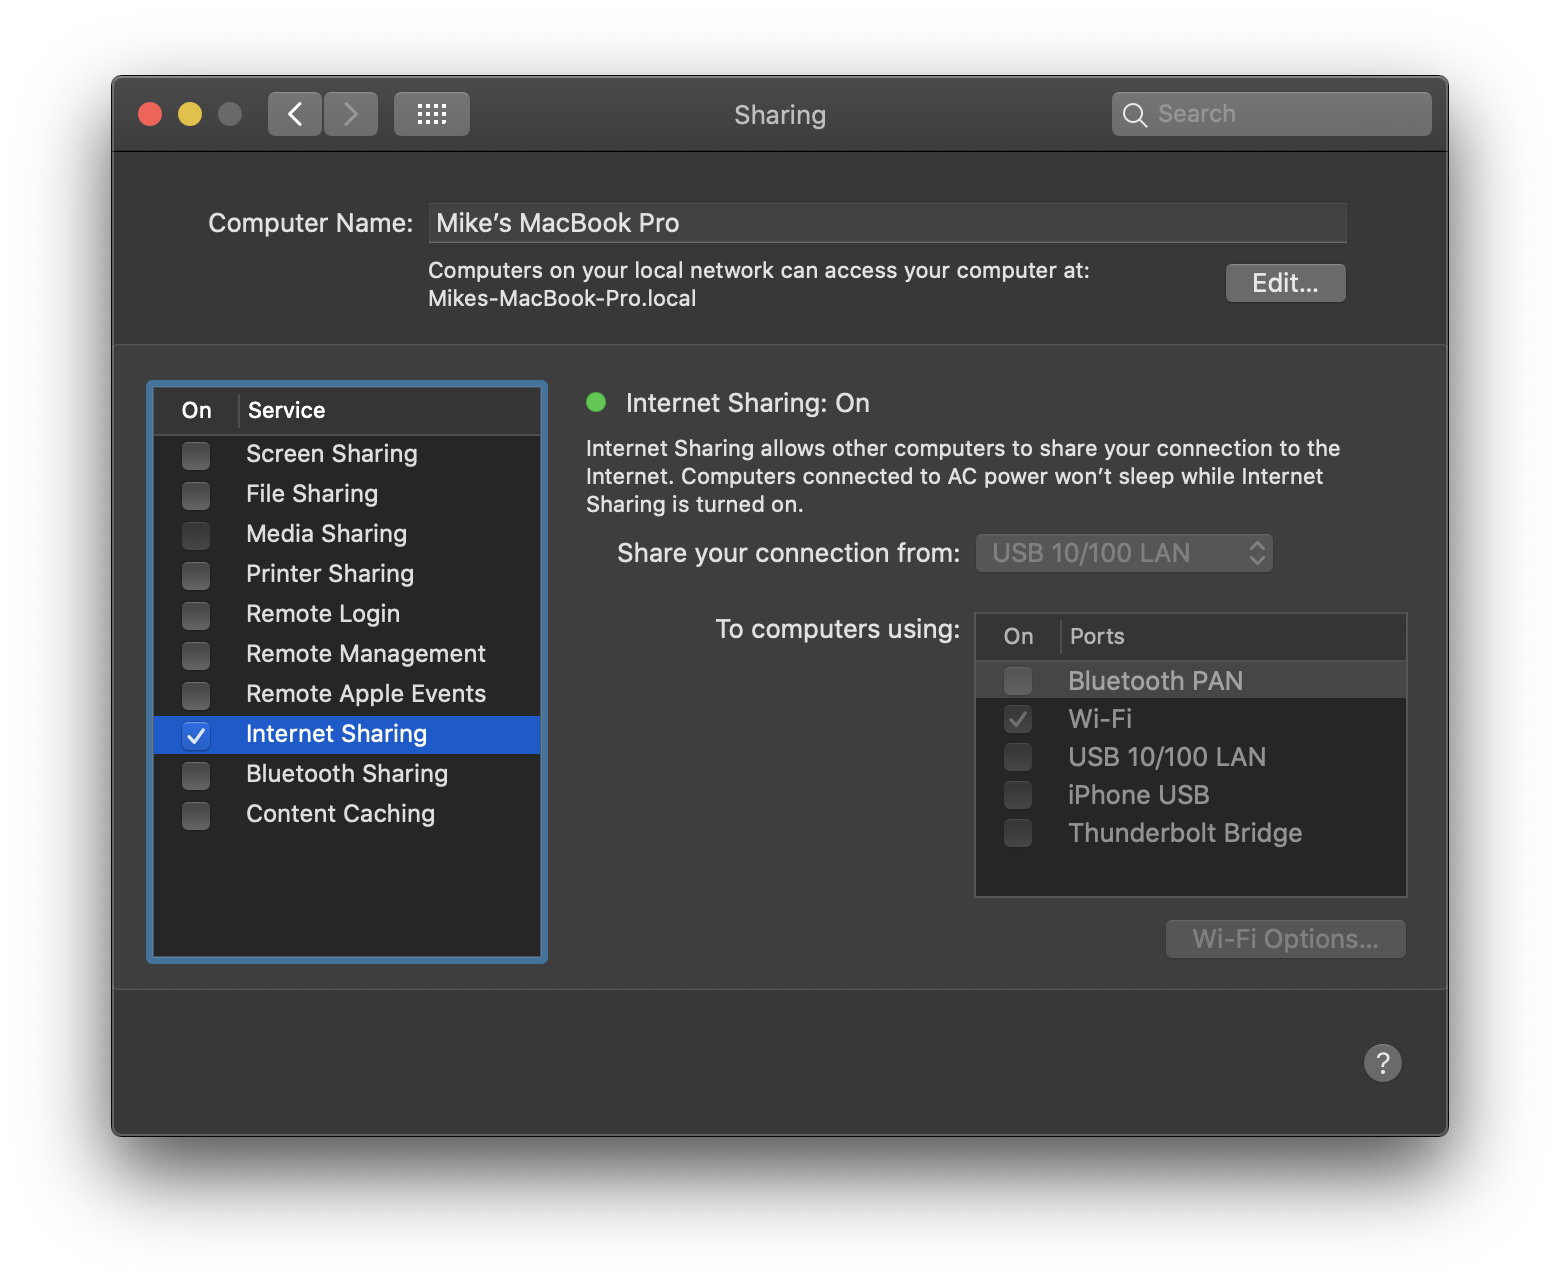 Sharing
Search
Computer Name:
Mike’s MacBook Pro
Computers on your local network can access your computer at:
Mikes-MacBook-Pro.local
Edit...
On
Service
Screen Sharing
File Sharing
Media Sharing
Printer Sharing
Remote Login
Remote Management
Remote Apple Events
Internet Sharing
Bluetooth Sharing
Content Caching
Internet Sharing: On
Internet Sharing allows other computers to share your connection to the
Internet. Computers connected to AC power won’t sleep while Internet
Sharing is turned on.
Share your connection from:
USB 10/100 LAN
To computers using:
On
Ports
Bluetooth PAN
Wi-Fi
USB 10/100 LAN
iPhone USB
Thunderbolt Bridge
Wi-Fi Options...
?